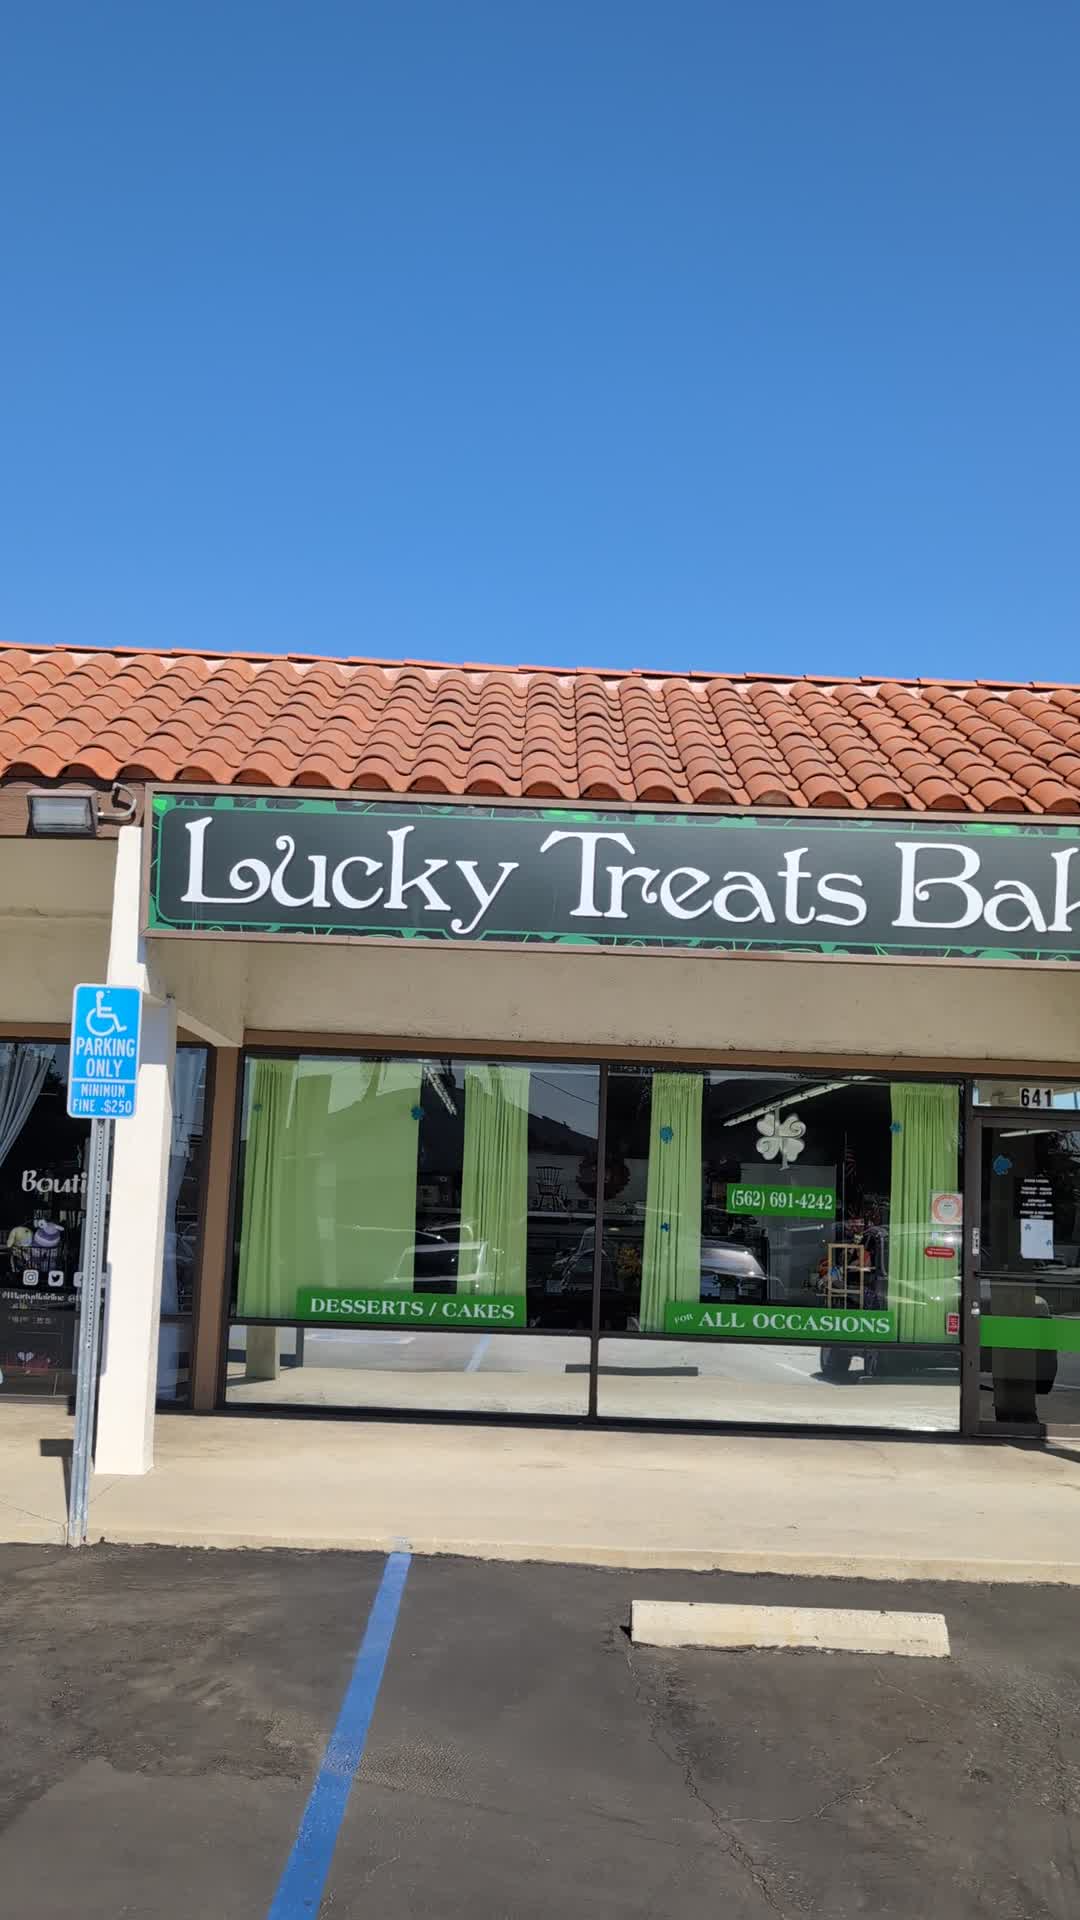 Lucky Treats Bak
PARKING
ONLY
MINIMUM
FINE $250
641
Bouti
(562) 691-4242
DESSERTS / CAKES
FOR ALL OCCASIONS